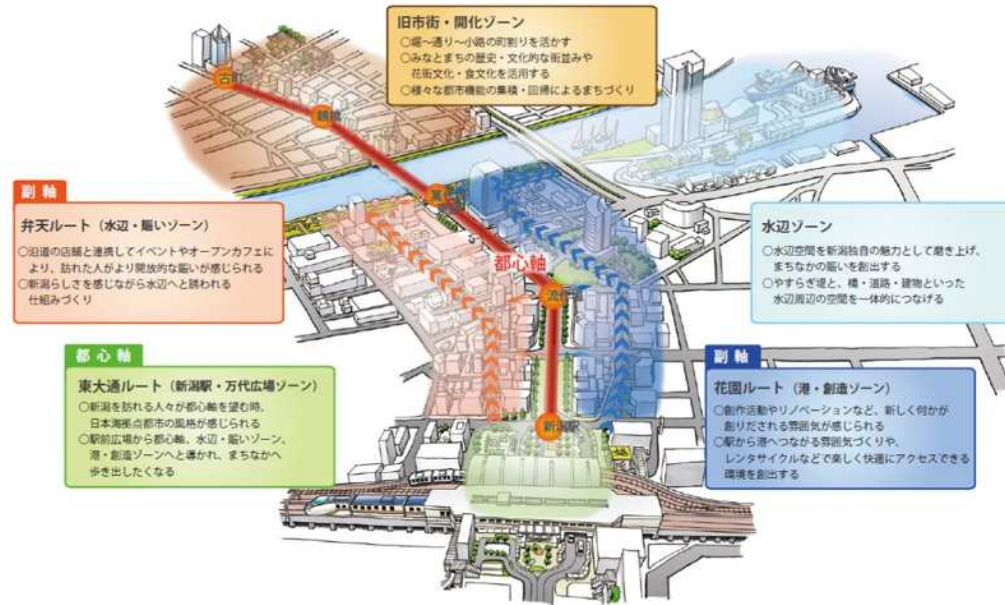 旧市街・開化ゾーン
○堀~通り~小路の町割りを活かす
○みなとまちの歴史・文化的な街並みや
花街文化・食文化を活用する
○様々な都市機能の集積・回帰によるまちづくり
古町
副軸
弁天ルート（水辺・賑いゾーン）
○沿道の店舗と連携してイベントやオープンカフェに
より、訪れた人がより開放的な賑いが感じられる
○新潟らしさを感じながら水辺へと誘われる
仕組みづくり
都心軸
水辺ゾーン
○水辺空間を新潟独自の魅力として磨き上げ、
まちなかの賑いを創出する
○やすらぎ堤と、橋・道路・建物といった
水辺周辺の空間を一体的につなげる
都心軸
東大通ルート（新潟駅・万代広場ゾーン）
○新潟を訪れる人々が都心軸を望む時、
日本海拠点都市の風格が感じられる
○駅前広場から都心軸、水辺・賑いゾーン、
港・創造ゾーンへと導かれ、まちなかへ
歩き出したくなる
新潟駅
副軸
花園ルート（港・創造ゾーン）
○創作活動やリノベーションなど、新しく何かが
創りだされる雰囲気が感じられる
○駅から港へつながる雰囲気づくりや、
レンタサイクルなどで楽しく快適にアクセスできる
環境を創出する